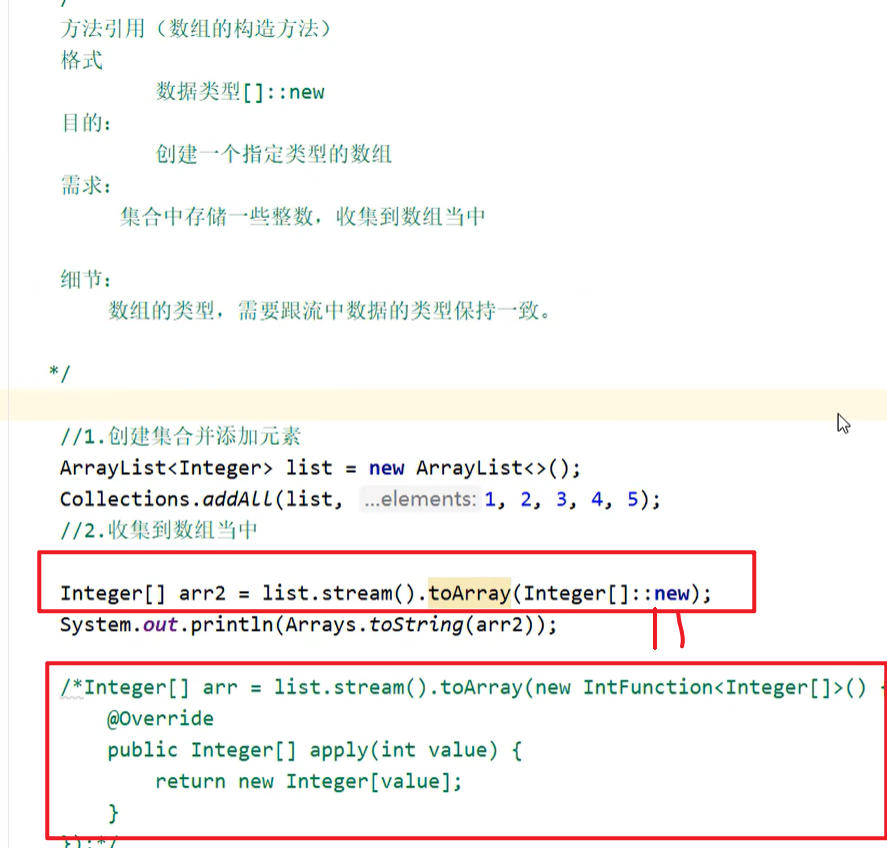 方法引用（数组的构造方法）
格式
数据类型[]::new
目的：
创建一个指定类型的数组
需求：
集合中存储一些整数，收集到数组当中
细节：
数组的类型，需要跟流中数据的类型保持一致。
*/
//1.创建集合并添加元素
ArrayList<Integer> list = new ArrayList<>();
Collections.addAll(list, ...elements: 1, 2, 3, 4, 5);
//2.收集到数组当中
Integer[] arr2 = list.stream().toArray(Integer[]::new);
System.out.println(Arrays.toString(arr2));
/*Integer[] arr = list.stream().toArray(new IntFunction<Integer[]>() {
@Override
public Integer[] apply(int value) {
return new Integer[value];
}
});*/